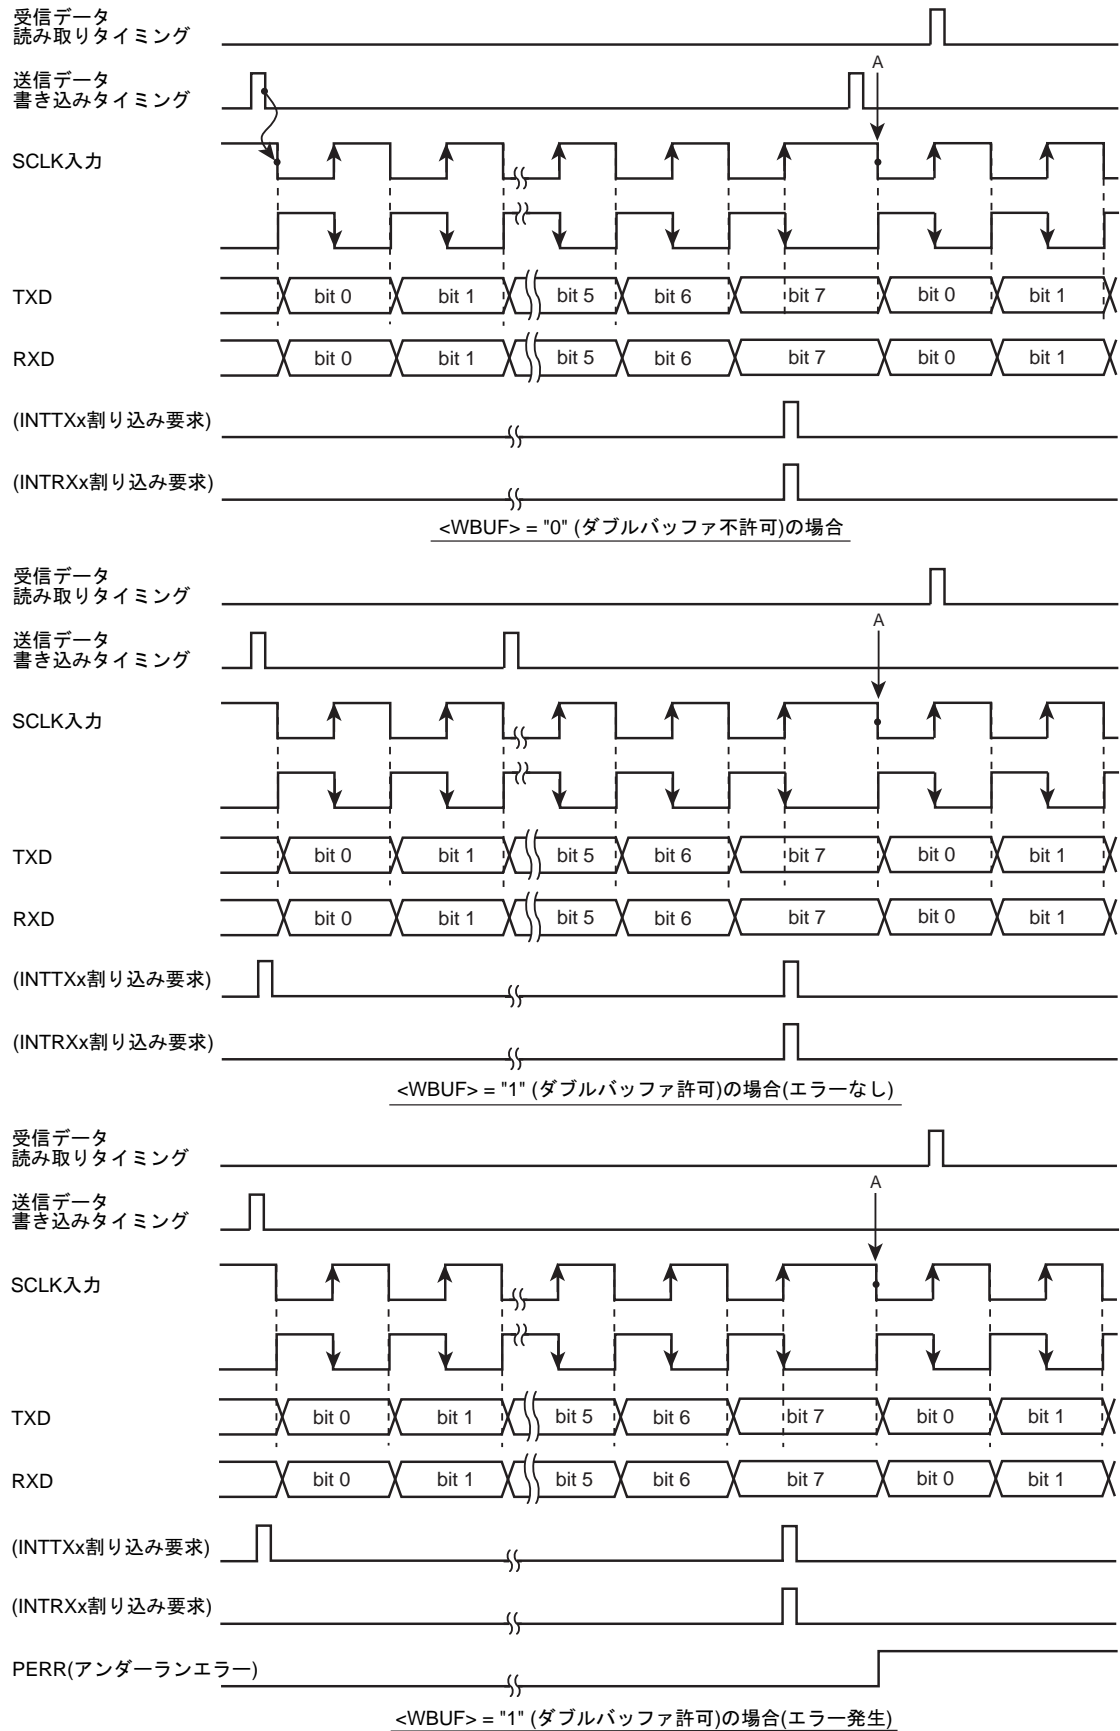 受信データ
読み取りタイミング
送信データ
書き込みタイミング
A
SCLK入力
TXD
bit 0 bit 1 bit 5 bit 6 bit 7 bit 0 bit 1
RXD
bit 0 bit 1 bit 5 bit 6 bit 7 bit 0 bit 1
(INTTXx割り込み要求)
(INTRXx割り込み要求)
<WBUF> = "0" (ダブルバッファ不許可)の場合
受信データ
読み取りタイミング
送信データ
書き込みタイミング
A
SCLK入力
TXD
bit 0 bit 1 bit 5 bit 6 bit 7 bit 0 bit 1
RXD
bit 0 bit 1 bit 5 bit 6 bit 7 bit 0 bit 1
(INTTXx割り込み要求)
(INTRXx割り込み要求)
<WBUF> = "1" (ダブルバッファ許可)の場合(エラーなし)
受信データ
読み取りタイミング
送信データ
書き込みタイミング
A
SCLK入力
TXD
bit 0 bit 1 bit 5 bit 6 bit 7 bit 0 bit 1
RXD
bit 0 bit 1 bit 5 bit 6 bit 7 bit 0 bit 1
(INTTXx割り込み要求)
(INTRXx割り込み要求)
PERR(アンダーランエラー)
<WBUF> = "1" (ダブルバッファ許可)の場合(エラー発生)